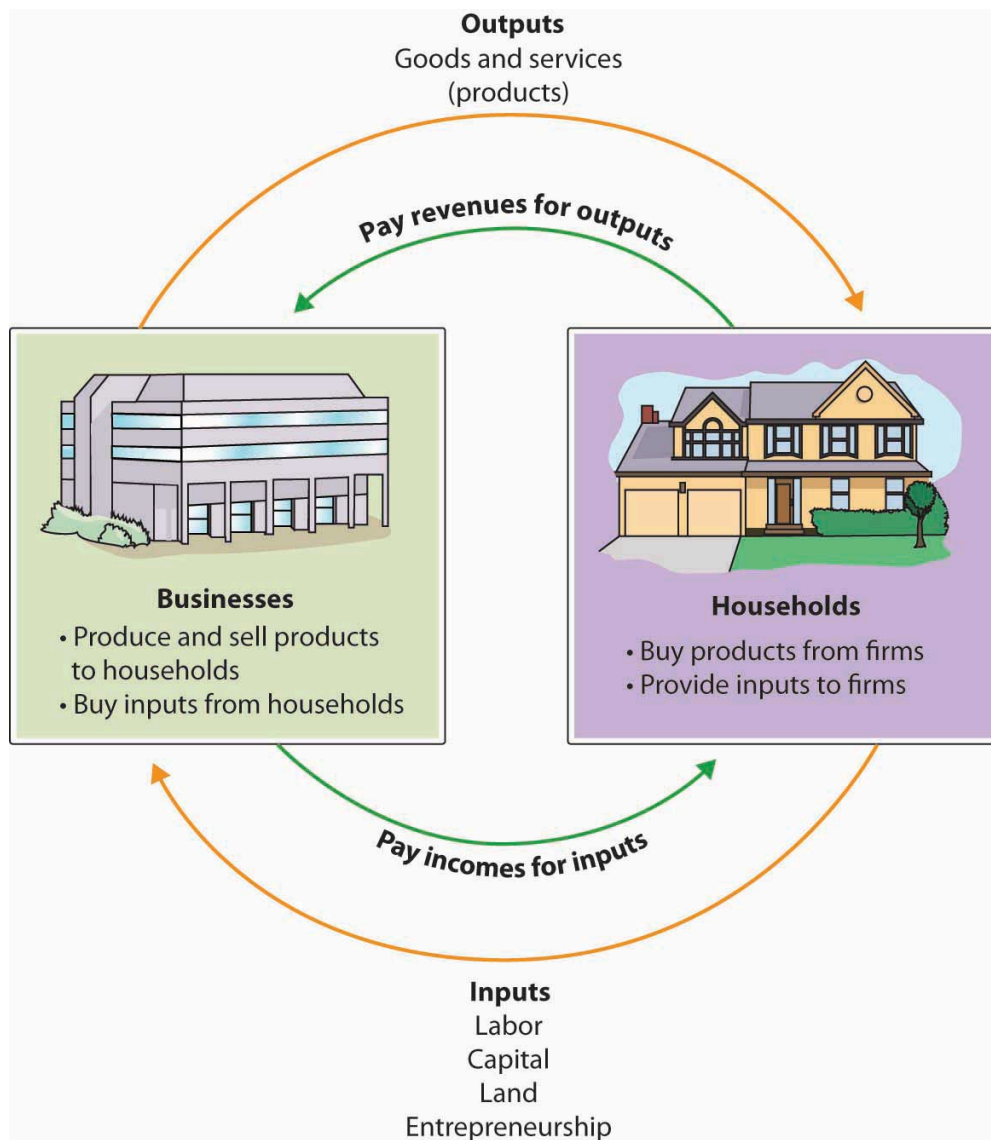 Outputs
Goods and services
(products)
Pay revenues for outputs
Businesses
• Produce and sell products
to households
• Buy inputs from households
Households
• Buy products from firms
• Provide inputs to firms
Pay incomes for inputs
Inputs
Labor
Capital
Land
Entrepreneurship